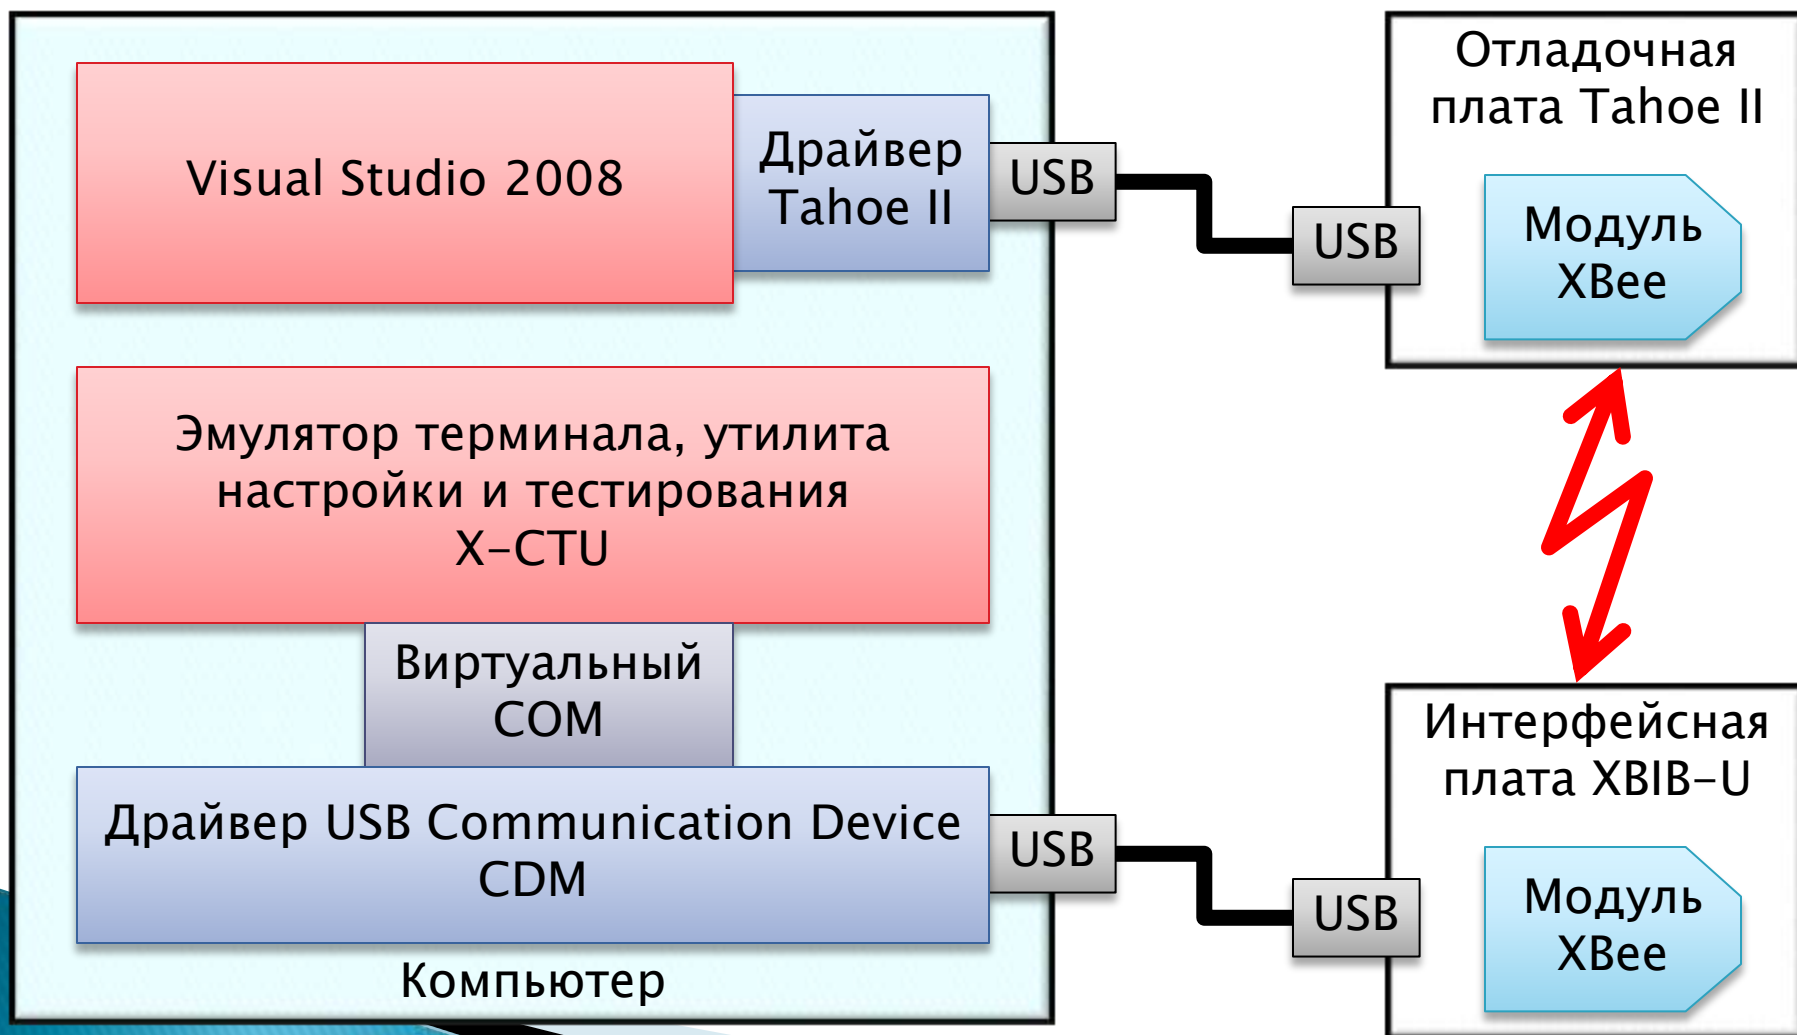 Visual Studio 2008
Драйвер
Tahoe II
USB
USB
Отладочная
плата Tahoe II
Модуль
XBee
Эмулятор терминала, утилита
настройки и тестирования
X-CTU
Виртуальный
COM
Драйвер USB Communication Device
CDM
USB
USB
Интерфейсная
плата XBIB-U
Модуль
XBee
Компьютер